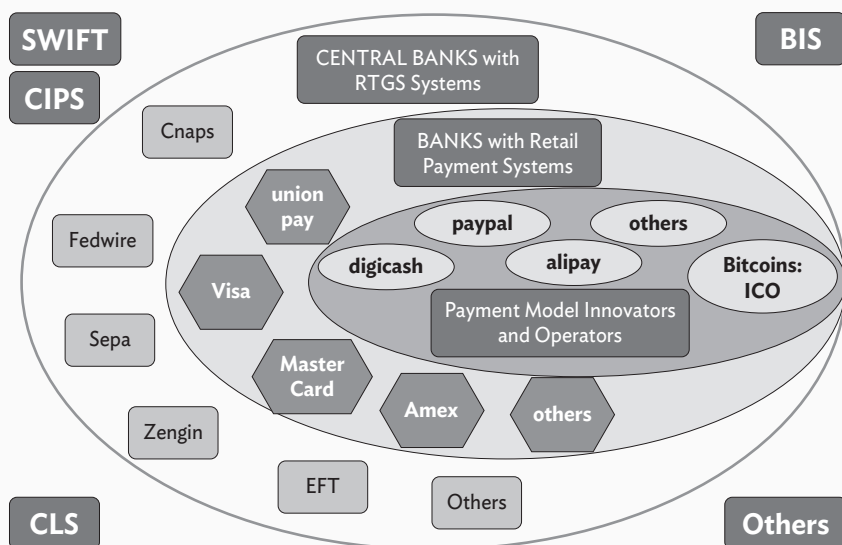 SWIFT
BIS
CENTRAL BANKS with
RTGS Systems
CIPS
Cnaps
BANKS with Retail
Payment Systems
union
pay
paypal
others
Fedwire
digicash
alipay
Bitcoins:
ICO
Visa
Payment Model Innovators
and Operators
Sepa
Master
Card
Amex
others
Zengin
EFT
Others
CLS
Others